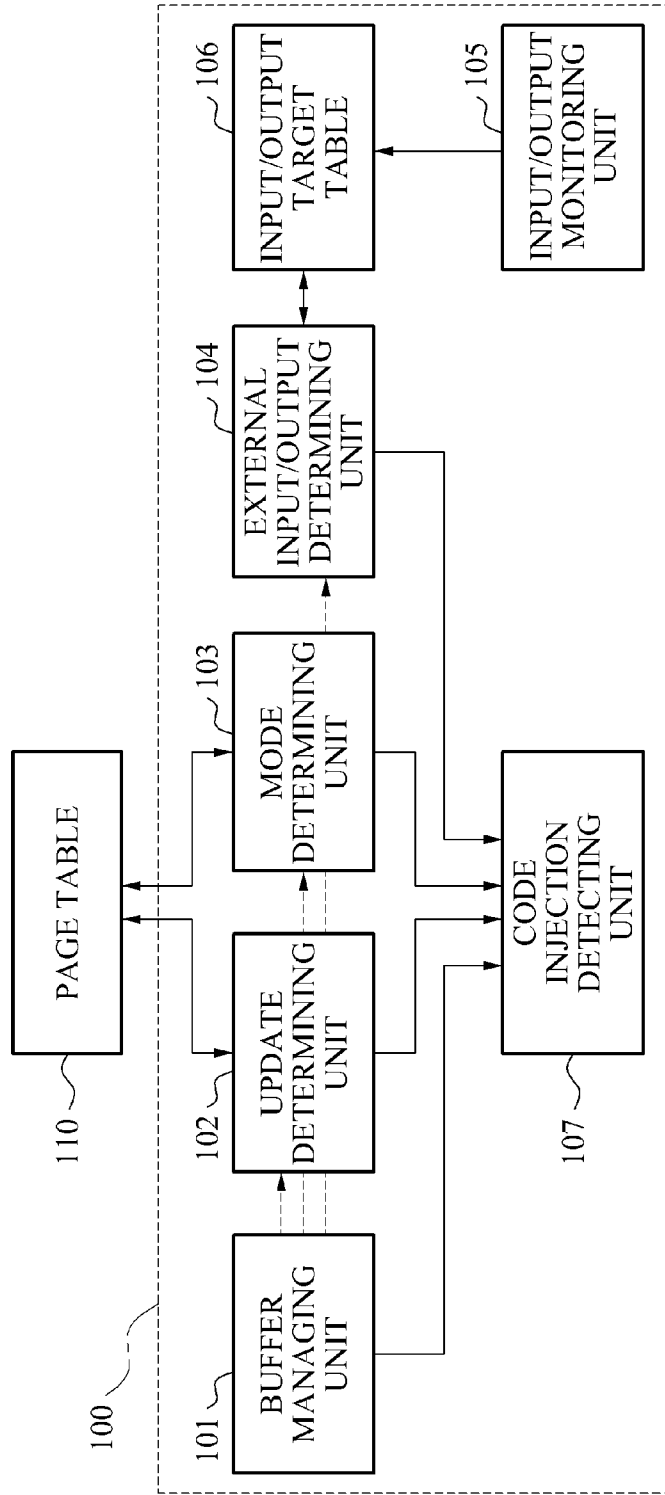 PAGE TABLE
110
100
101
BUFFER
MANAGING
UNIT
102
UPDATE
DETERMINING
UNIT
103
MODE
DETERMINING
UNIT
104
EXTERNAL
INPUT/OUTPUT
DETERMINING
UNIT
106
INPUT/OUTPUT
TARGET
TABLE
CODE
INJECTION
DETECTING
UNIT
107
105
INPUT/OUTPUT
MONITORING
UNIT